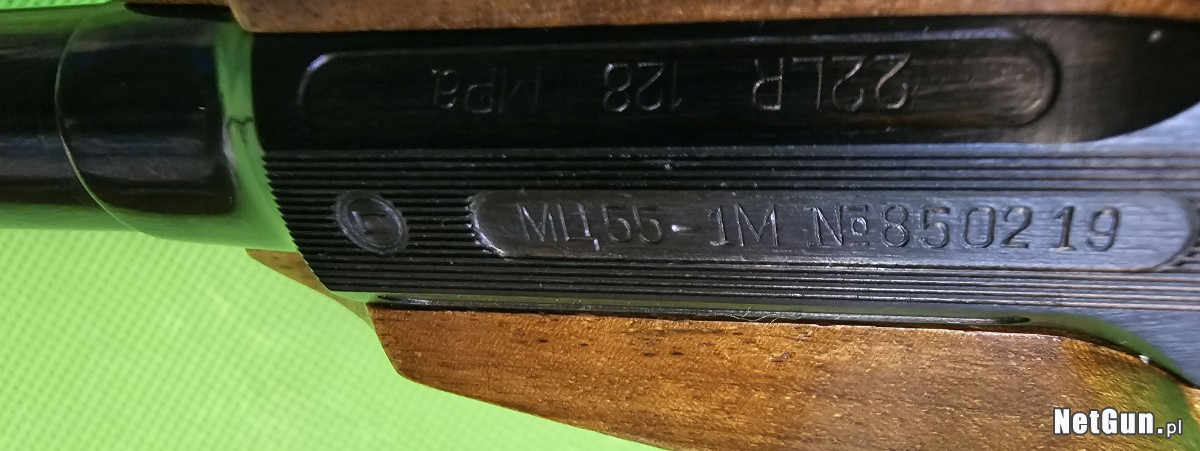 22LR 128 MPa
МЦ55-1М №850219
NetGun.pl